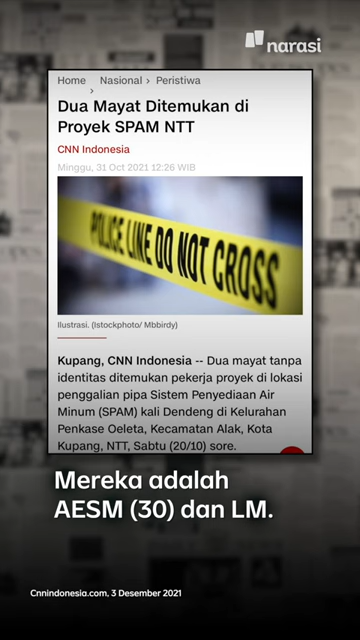 narasi
Home Nasional › Peristiwa
›
Dua Mayat Ditemukan di
Proyek SPAM NTT
CNN Indonesia
Minggu, 31 Oct 2021 12:26 WIB
POLICE LINE DO NOT CROSS
Ilustrasi. (Istockphoto/ Mbbirdy)
Kupang, CNN Indonesia -- Dua mayat tanpa
identitas ditemukan pekerja proyek di lokasi
penggalian pipa Sistem Penyediaan Air
Minum (SPAM) kali Dendeng di Kelurahan
Penkase Oeleta, Kecamatan Alak, Kota
Kupang, NTT, Sabtu (20/10) sore.
Mereka adalah
AESM (30) dan LM.
Cnnindonesia.com, 3 Desember 2021